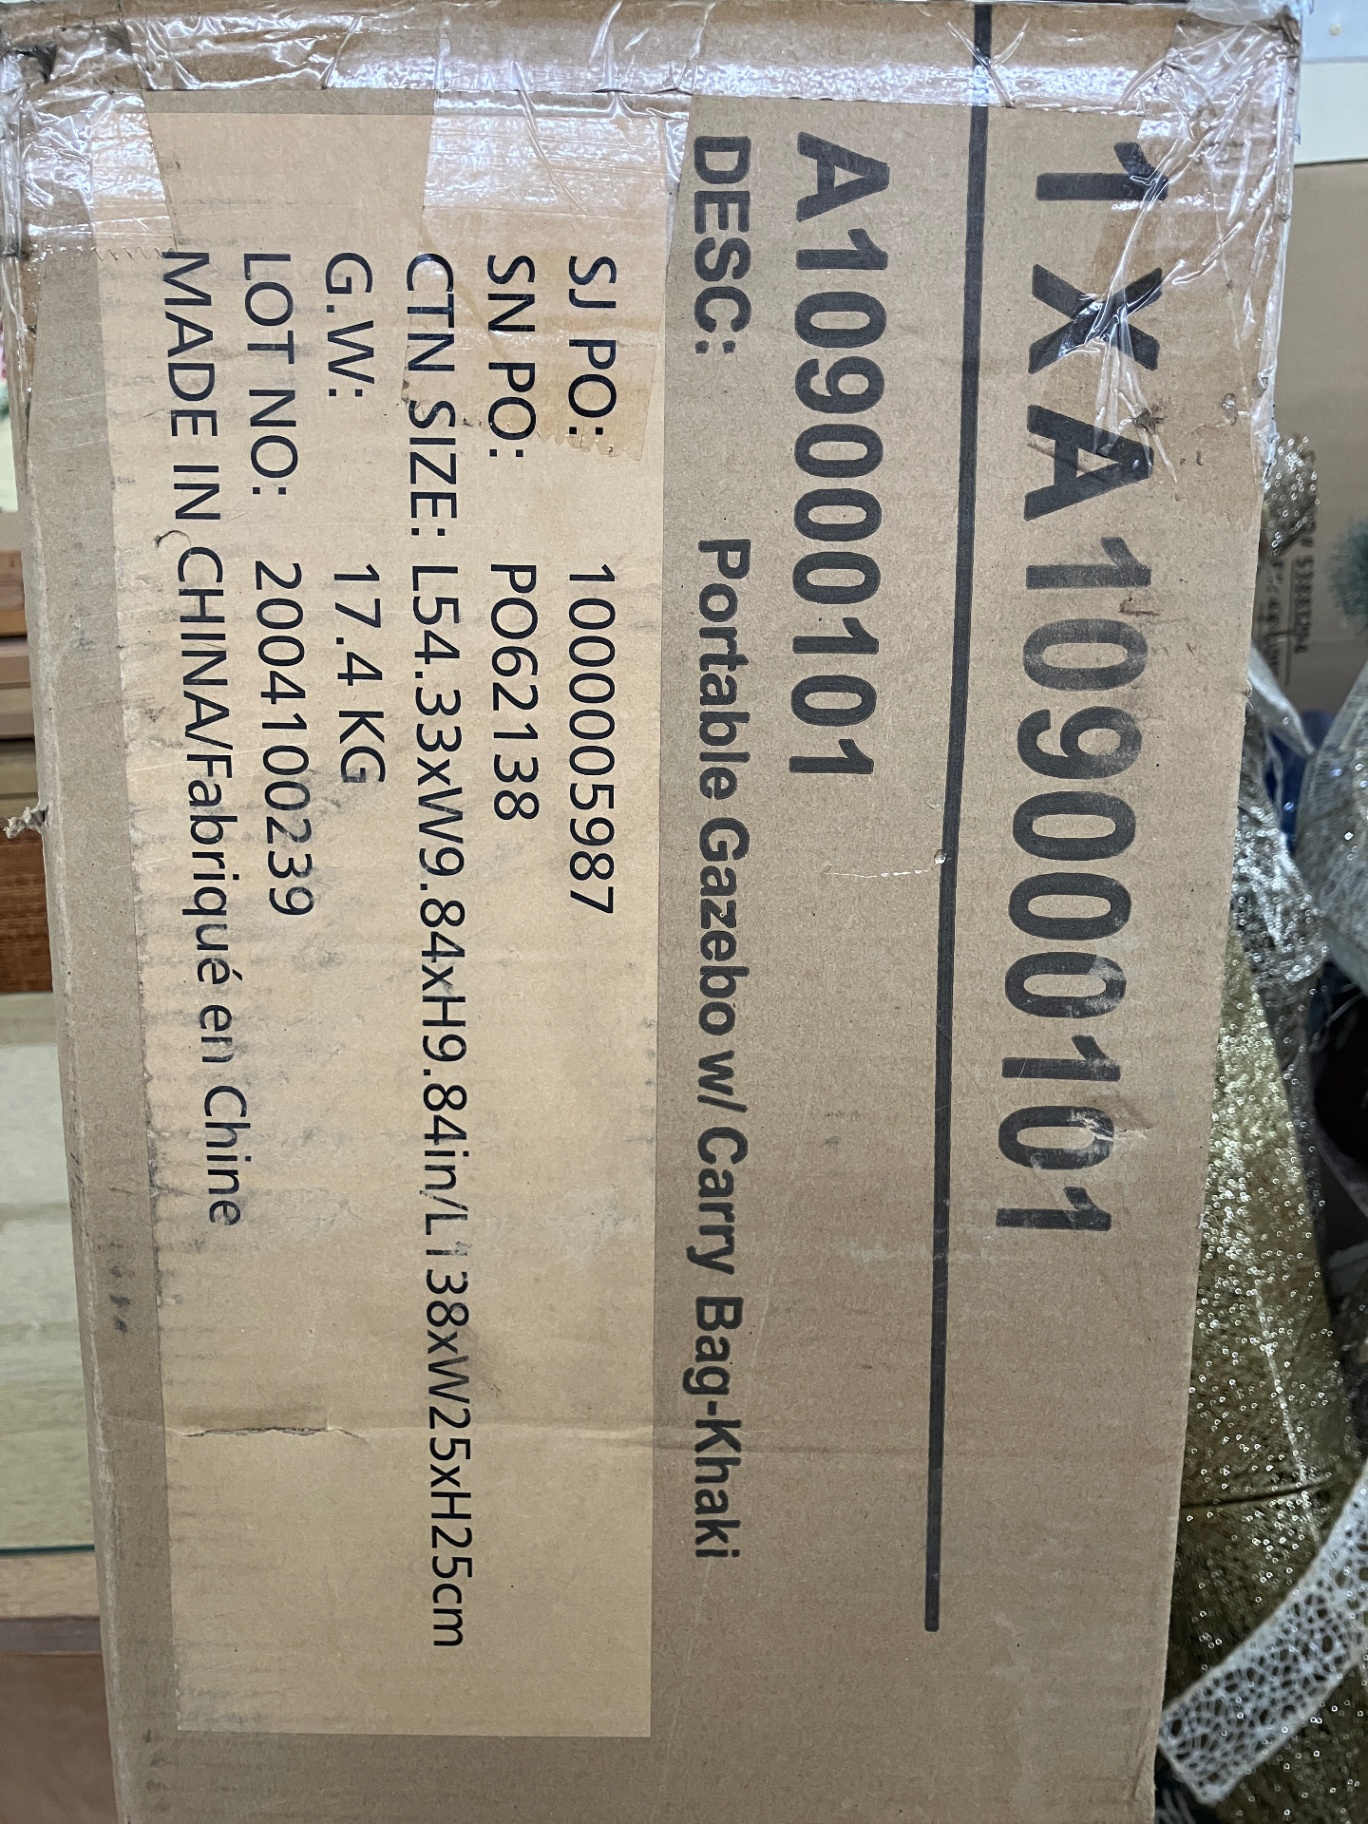 1 X A109000101
A109000101
DESC: Portable Gazebo w/ Carry Bag-Khaki
SJ PO: 1000005987
SN PO: PO62138
CTN SIZE: L54.33xW9.84xH9.84in/L138xW25xH25cm
G.W: 17.4 KG
LOT NO: 2004100239
MADE IN CHINA/Fabriqué en Chine